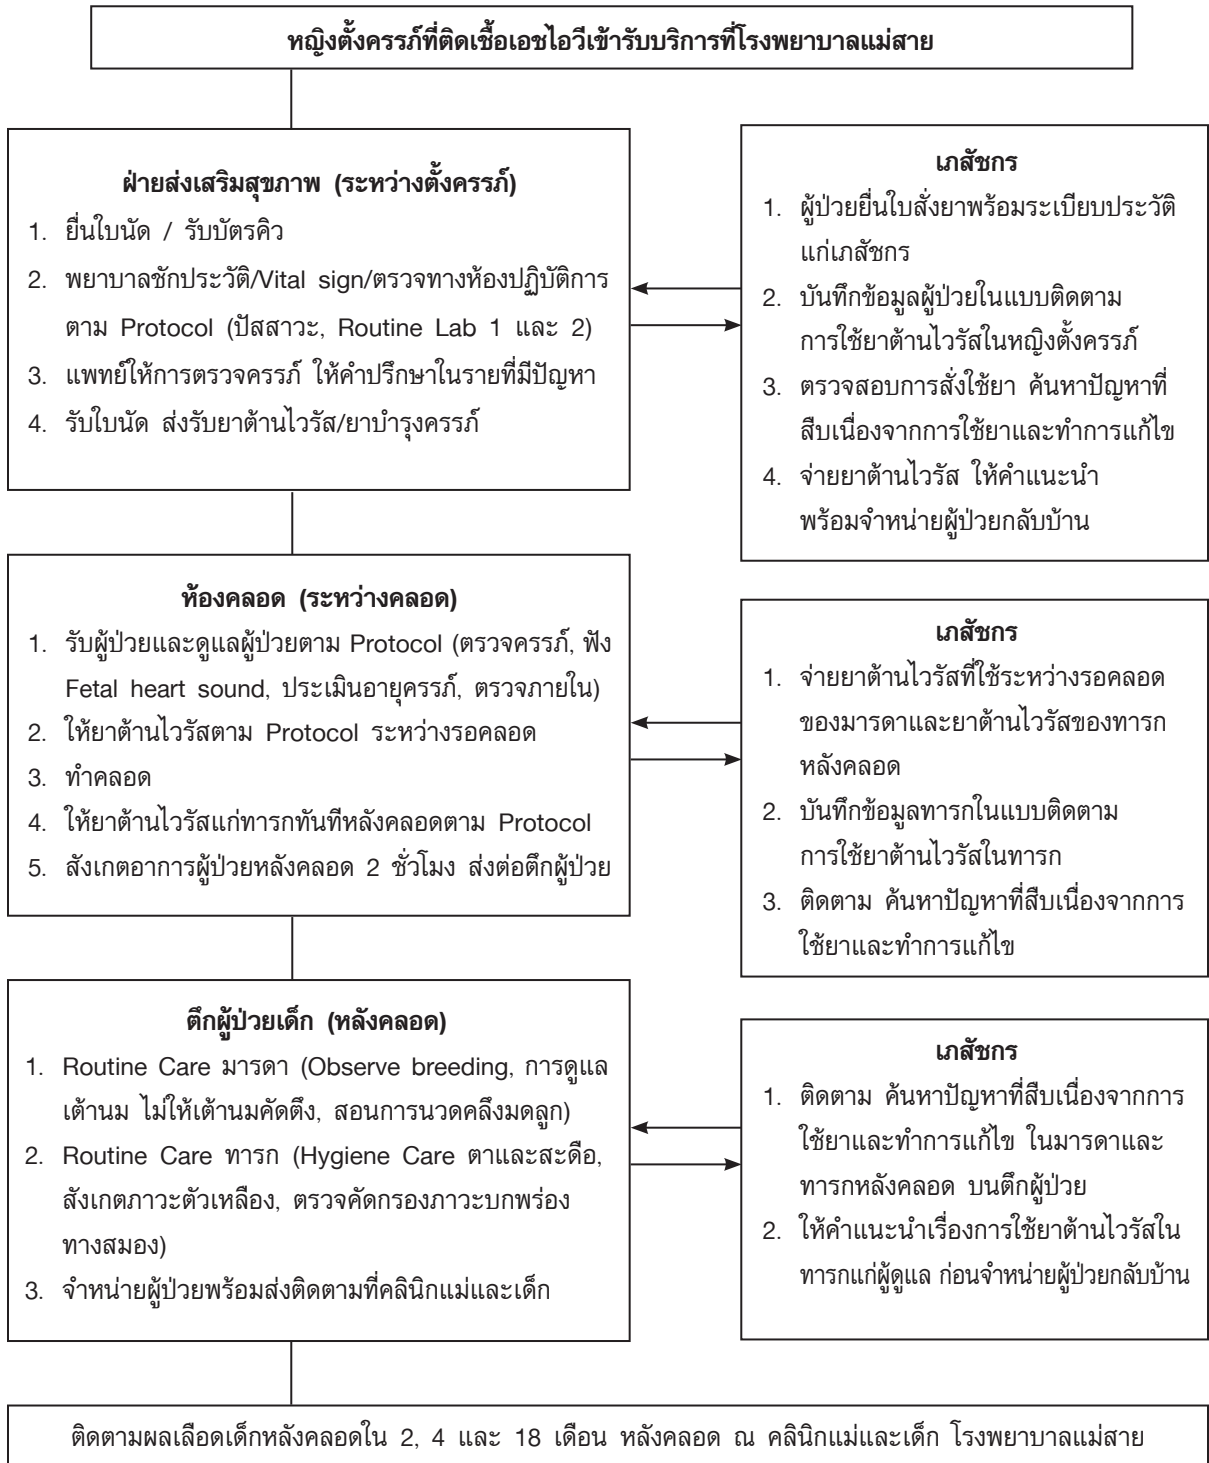 หญิงตั้งครรภ์ที่ติดเชื้อเอชไอวีเข้ารับบริการที่โรงพยาบาลแม่สาย
ฝ่ายส่งเสริมสุขภาพ (ระหว่างตั้งครรภ์)
1. ยื่นใบนัด / รับบัตรคิว
2. พยาบาลซักประวัติ/Vital sign/ตรวจทางห้องปฏิบัติการ
ตาม Protocol (ปัสสาวะ, Routine Lab 1 และ 2)
3. แพทย์ให้การตรวจครรภ์ ให้คำปรึกษาในรายที่มีปัญหา
4. รับใบนัด ส่งรับยาต้านไวรัส/ยาบำรุงครรภ์
เภสัชกร
1. ผู้ป่วยยื่นใบสั่งยาพร้อมระเบียบประวัติ
แก่เภสัชกร
2. บันทึกข้อมูลผู้ป่วยในแบบติดตาม
การใช้ยาต้านไวรัสในหญิงตั้งครรภ์
3. ตรวจสอบการสั่งใช้ยา ค้นหาปัญหาที่
สืบเนื่องจากการใช้ยาและทำการแก้ไข
4. จ่ายยาต้านไวรัส ให้คำแนะนำ
พร้อมจำหน่ายผู้ป่วยกลับบ้าน
ห้องคลอด (ระหว่างคลอด)
1. รับผู้ป่วยและดูแลผู้ป่วยตาม Protocol (ตรวจครรภ์, ฟัง
Fetal heart sound, ประเมินอายุครรภ์, ตรวจภายใน)
2. ให้ยาต้านไวรัสตาม Protocol ระหว่างรอคลอด
3. ทำคลอด
4. ให้ยาต้านไวรัสแก่ทารกทันทีหลังคลอดตาม Protocol
5. สังเกตอาการผู้ป่วยหลังคลอด 2 ชั่วโมง ส่งต่อตึกผู้ป่วย
เภสัชกร
1. จ่ายยาต้านไวรัสที่ใช้ระหว่างรอคลอด
ของมารดาและยาต้านไวรัสของทารก
หลังคลอด
2. บันทึกข้อมูลทารกในแบบติดตาม
การใช้ยาต้านไวรัสในทารก
3. ติดตาม ค้นหาปัญหาที่สืบเนื่องจากการ
ใช้ยาและทำการแก้ไข
ตึกผู้ป่วยเด็ก (หลังคลอด)
1. Routine Care มารดา (Observe breeding, การดูแล
เต้านม ไม่ให้เต้านมคัดตึง, สอนการนวดคลึงมดลูก)
2. Routine Care ทารก (Hygiene Care ตาและสะดือ,
สังเกตภาวะตัวเหลือง, ตรวจคัดกรองภาวะบกพร่อง
ทางสมอง)
3. จำหน่ายผู้ป่วยพร้อมส่งติดตามที่คลินิกแม่และเด็ก
เภสัชกร
1. ติดตาม ค้นหาปัญหาที่สืบเนื่องจากการ
ใช้ยาและทำการแก้ไข ในมารดาและ
ทารกหลังคลอด บนตึกผู้ป่วย
2. ให้คำแนะนำเรื่องการใช้ยาต้านไวรัสใน
ทารกแก่ผู้ดูแล ก่อนจำหน่ายผู้ป่วยกลับบ้าน
ติดตามผลเลือดเด็กหลังคลอดใน 2, 4 และ 18 เดือน หลังคลอด ณ คลินิกแม่และเด็ก โรงพยาบาลแม่สาย